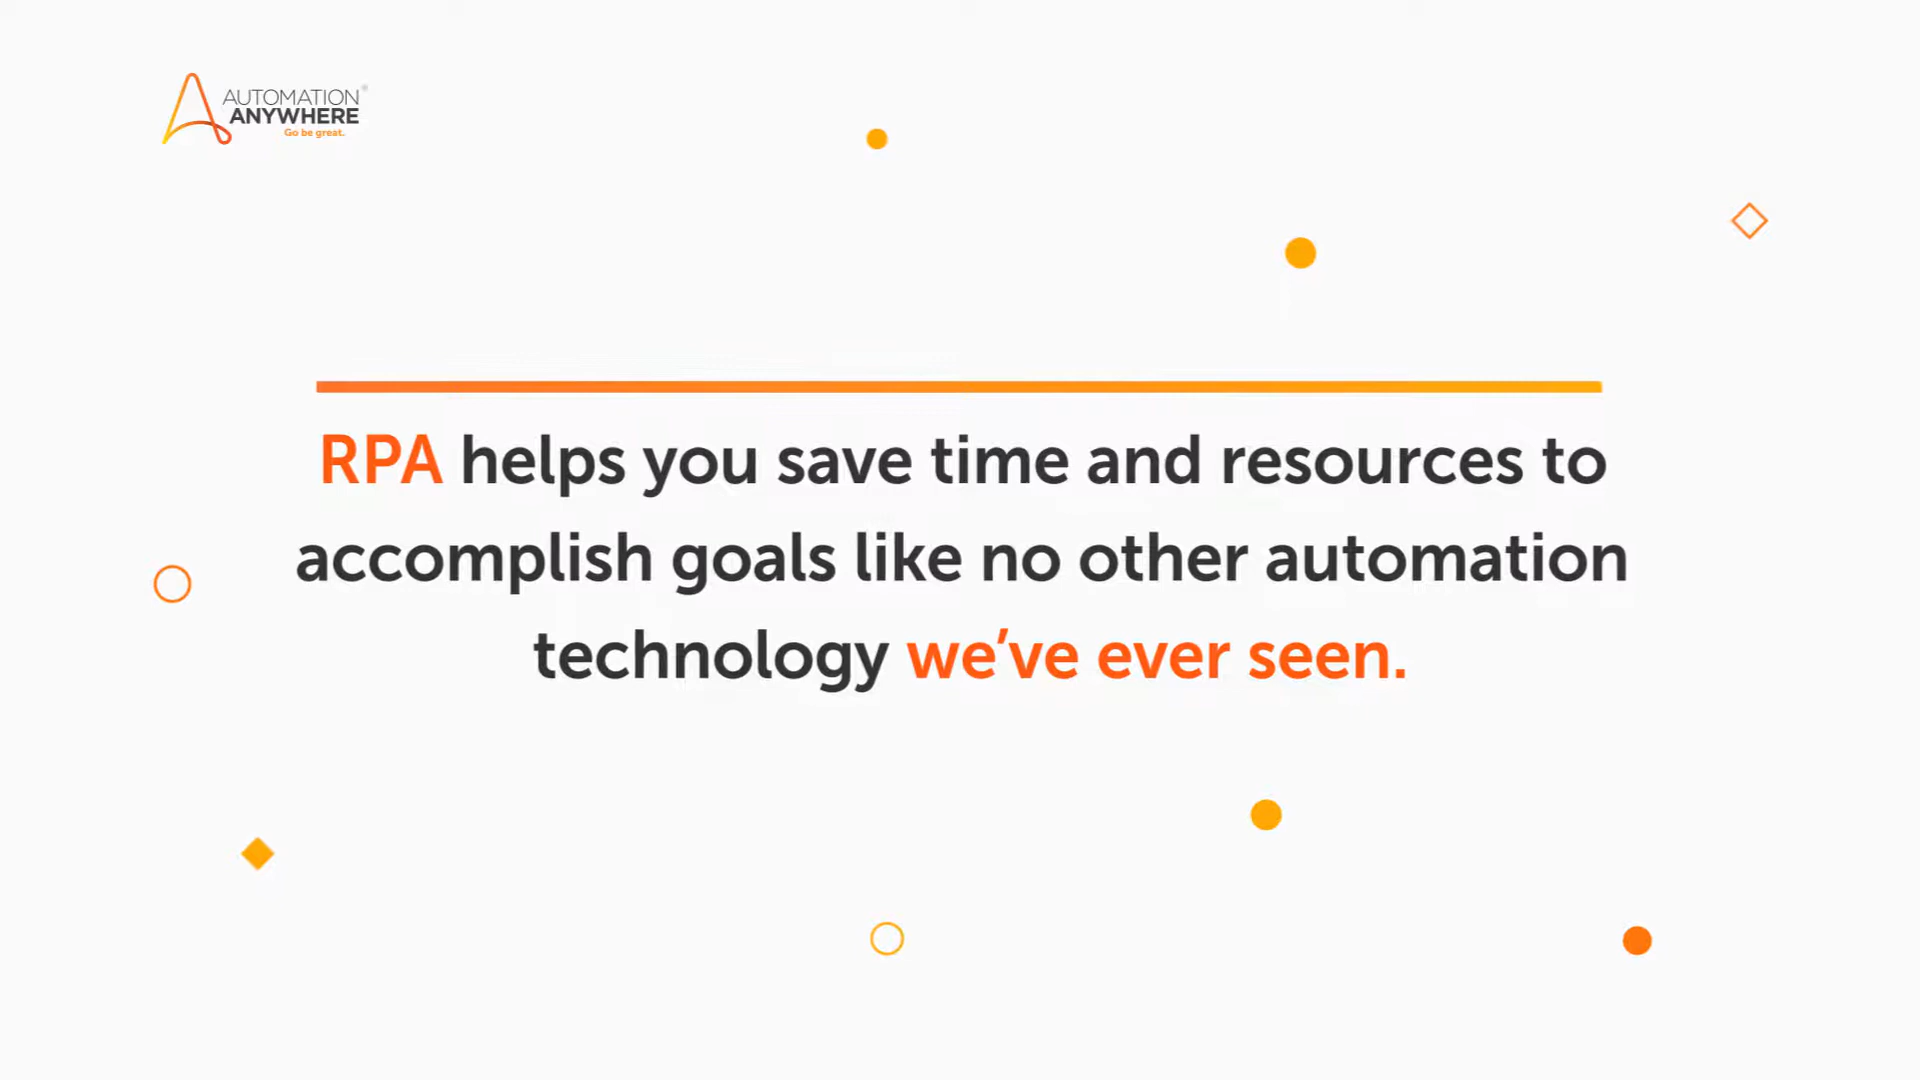 AUTOMATION
ANYWHERE®
Go be great.
RPA helps you save time and resources to
accomplish goals like no other automation
technology we’ve ever seen.